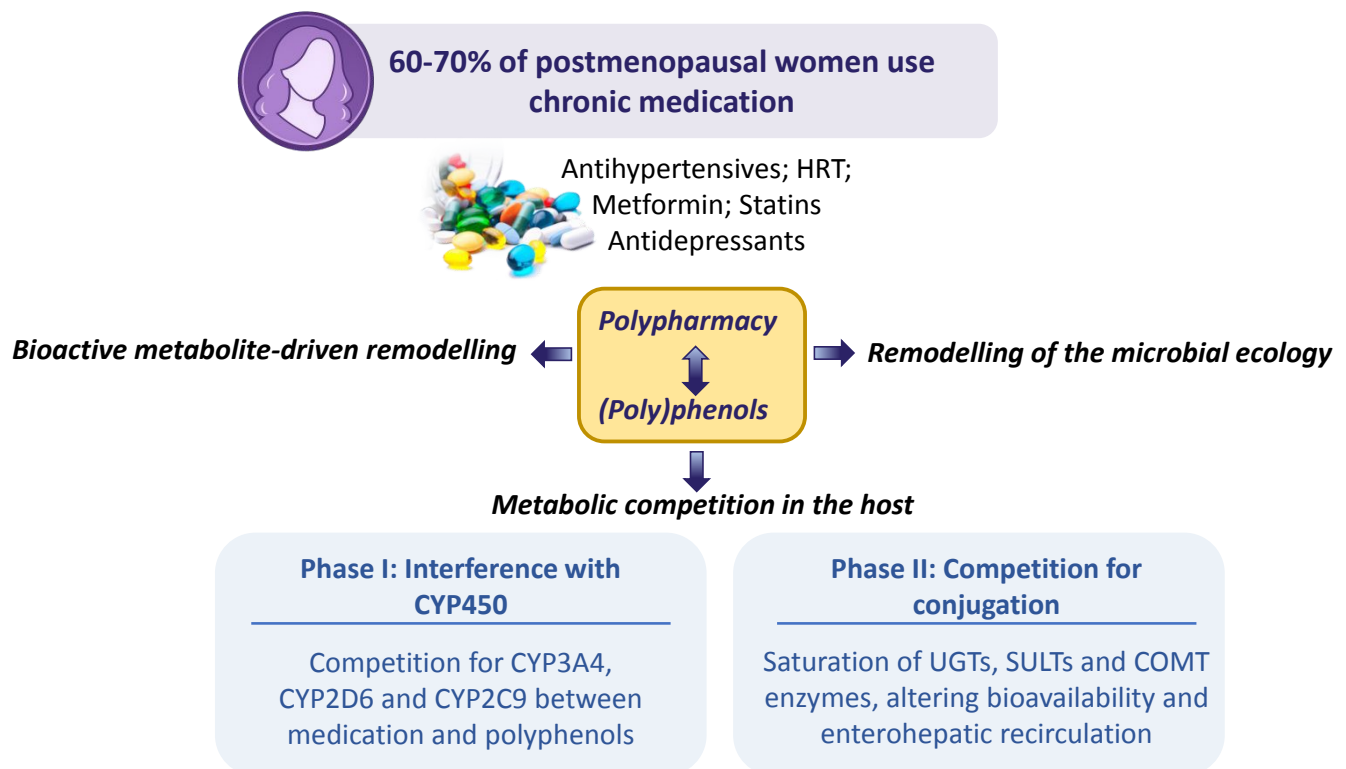 60-70% of postmenopausal women use
chronic medication
Antihypertensives; HRT;
Metformin; Statins
Antidepressants
Polypharmacy
(Poly)phenols
Bioactive metabolite-driven remodelling
Remodelling of the microbial ecology
Metabolic competition in the host
Phase I: Interference with
CYP450
Competition for CYP3A4,
CYP2D6 and CYP2C9 between
medication and polyphenols
Phase II: Competition for
conjugation
Saturation of UGTs, SULTs and COMT
enzymes, altering bioavailability and
enterohepatic recirculation